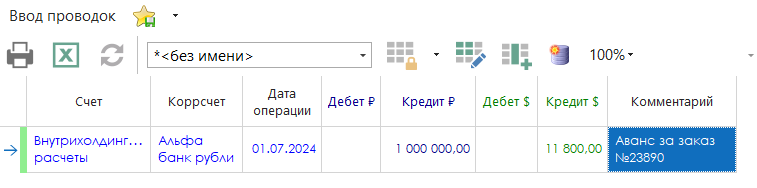 Ввод проводок
*<без имени>
100%
Счет Коррсчет Дата операции Дебет ₽ Кредит ₽ Дебет $ Кредит $ Комментарий
Внутрихолдинг... Альфа Аванс за заказ
расчеты банк рубли 01.07.2024 1 000 000,00 11 800,00 №23890